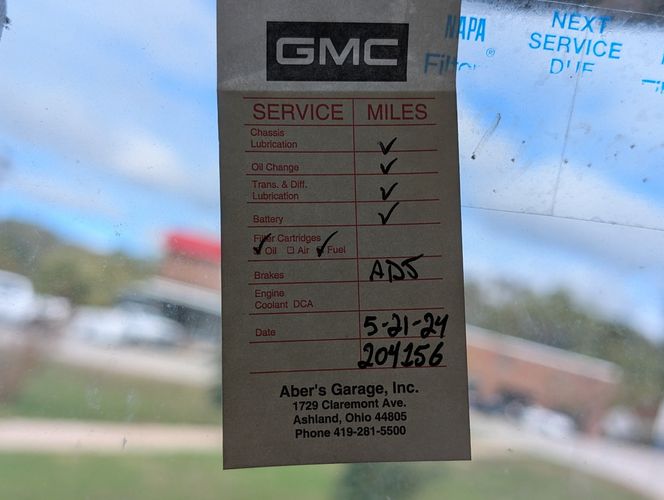 GMC
NAPA
NEXT
SERVICE
DUE
SERVICE MILES
Chassis
Lubrication ✓
Oil Change ✓
Trans. & Diff.
Lubrication ✓
Battery ✓
Filter Cartridges
✓ Oil ☐ Air ✓ Fuel
Brakes ADJ
Engine
Coolant DCA
Date 5-21-24
204156
Aber's Garage, Inc.
1729 Claremont Ave.
Ashland, Ohio 44805
Phone 419-281-5500